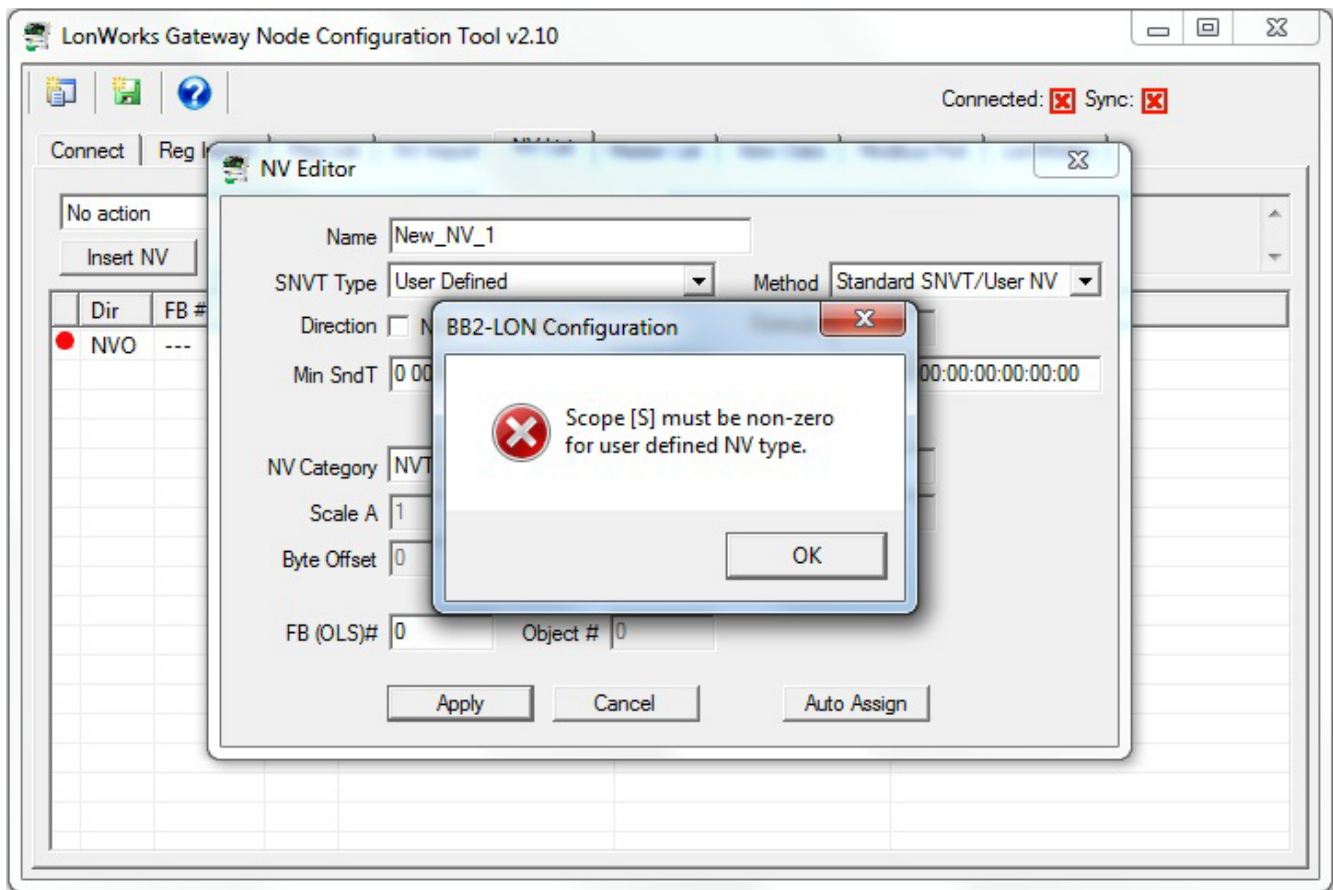 LonWorks Gateway Node Configuration Tool v2.10
Connected: Sync:
Connect Reg
NV Editor
No action
Insert NV
Name New_NV_1
SNVT Type User Defined Method Standard SNVT/User NV
Dir FB #
Direction
BB2-LON Configuration
NVO ---
Min SndT 0 00 00:00:00:00:00:00
Scope [S] must be non-zero
for user defined NV type.
NV Category NVT
Scale A 1
Byte Offset 0
OK
FB (OLS)# 0 Object # 0
Apply Cancel Auto Assign